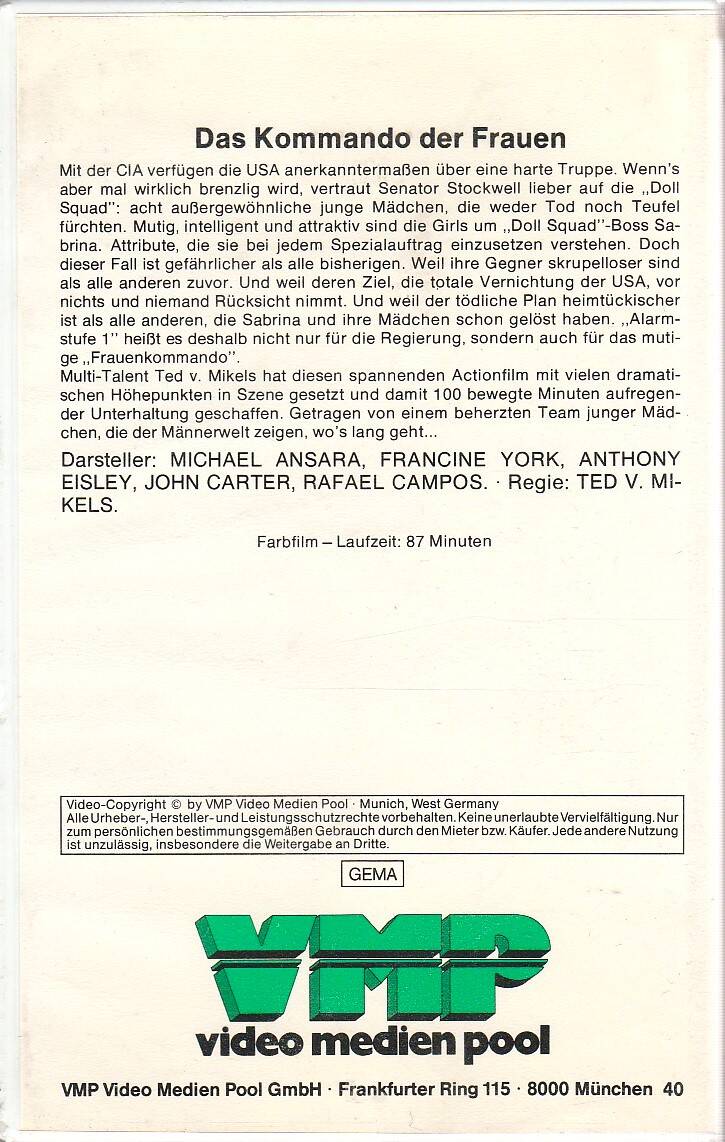 Das Kommando der Frauen
Mit der CIA verfügen die USA anerkanntermaßen über eine harte Truppe. Wenn's
aber mal wirklich brenzlig wird, vertraut Senator Stockwell lieber auf die „Doll
Squad”: acht außergewöhnliche junge Mädchen, die weder Tod noch Teufel
fürchten. Mutig, intelligent und attraktiv sind die Girls um „Doll Squad”-Boss Sa-
brina. Attribute, die sie bei jedem Spezialauftrag einzusetzen verstehen. Doch
dieser Fall ist gefährlicher als alle bisherigen. Weil ihre Gegner skrupelloser sind
als alle anderen zuvor. Und weil deren Ziel, die totale Vernichtung der USA, vor
nichts und niemand Rücksicht nimmt. Und weil der tödliche Plan heimtückischer
ist als alle anderen, die Sabrina und ihre Mädchen schon gelöst haben. „Alarm-
stufe 1” heißt es deshalb nicht nur für die Regierung, sondern auch für das muti-
ge „Frauenkommando”.
Multi-Talent Ted v. Mikels hat diesen spannenden Actionfilm mit vielen dramati-
schen Höhepunkten in Szene gesetzt und damit 100 bewegte Minuten aufregen-
der Unterhaltung geschaffen. Getragen von einem beherzten Team junger Mäd-
chen, die der Männerwelt zeigen, wo's lang geht...
Darsteller: MICHAEL ANSARA, FRANCINE YORK, ANTHONY
EISLEY, JOHN CARTER, RAFAEL CAMPOS. · Regie: TED V. MI-
KELS.
Farbfilm – Laufzeit: 87 Minuten
Video-Copyright © by VMP Video Medien Pool · Munich, West Germany
Alle Urheber-, Hersteller- und Leistungsschutzrechte vorbehalten. Keine unerlaubte Vervielfältigung. Nur
zum persönlichen bestimmungsgemäßen Gebrauch durch den Mieter bzw. Käufer. Jede andere Nutzung
ist unzulässig, insbesondere die Weitergabe an Dritte.
GEMA
VMP
video medien pool
VMP Video Medien Pool GmbH · Frankfurter Ring 115 · 8000 München 40